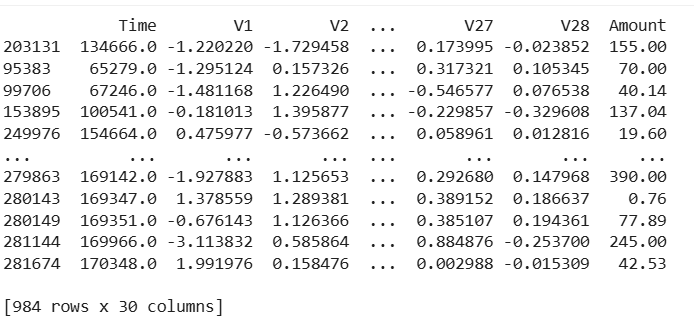 Time V1 V2 ... V27 V28 Amount
203131 134666.0 -1.220220 -1.729458 ... 0.173995 -0.023852 155.00
95383 65279.0 -1.295124 0.157326 ... 0.317321 0.105345 70.00
99706 67246.0 -1.481168 1.226490 ... -0.546577 0.076538 40.14
153895 100541.0 -0.181013 1.395877 ... -0.229857 -0.329608 137.04
249976 154664.0 0.475977 -0.573662 ... 0.058961 0.012816 19.60
... ... ... ... ... ... ... ...
279863 169142.0 -1.927883 1.125653 ... 0.292680 0.147968 390.00
280143 169347.0 1.378559 1.289381 ... 0.389152 0.186637 0.76
280149 169351.0 -0.676143 1.126366 ... 0.385107 0.194361 77.89
281144 169966.0 -3.113832 0.585864 ... 0.884876 -0.253700 245.00
281674 170348.0 1.991976 0.158476 ... 0.002988 -0.015309 42.53
[984 rows x 30 columns]